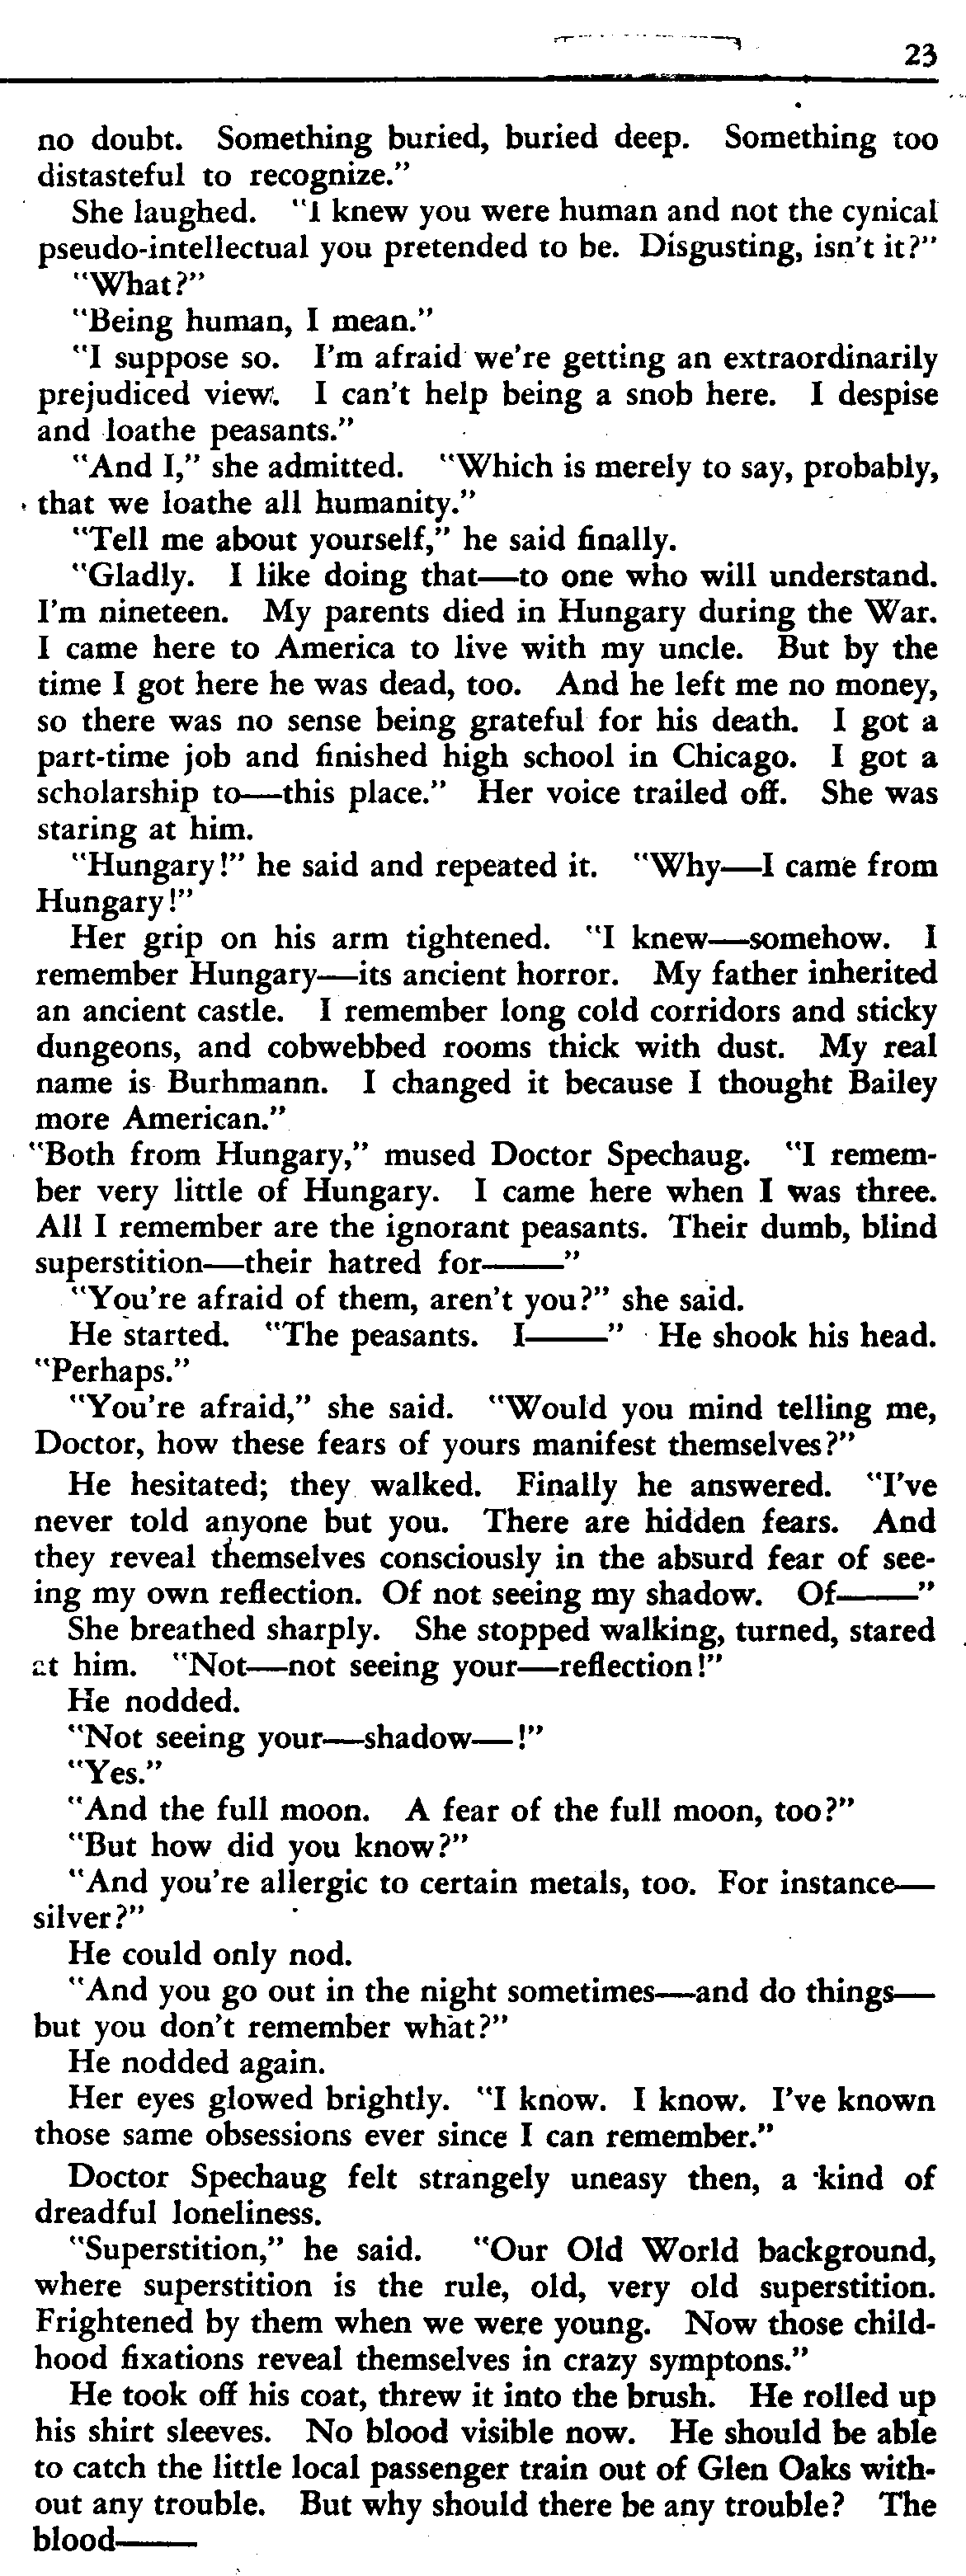 23
no doubt. Something buried, buried deep. Something too
distasteful to recognize."
She laughed. "I knew you were human and not the cynical
pseudo-intellectual you pretended to be. Disgusting, isn't it?"
"What?"
"Being human, I mean."
"I suppose so. I'm afraid we're getting an extraordinarily
prejudiced view. I can't help being a snob here. I despise
and loathe peasants."
"And I," she admitted. "Which is merely to say, probably,
that we loathe all humanity."
"Tell me about yourself," he said finally.
"Gladly. I like doing that—to one who will understand.
I'm nineteen. My parents died in Hungary during the War.
I came here to America to live with my uncle. But by the
time I got here he was dead, too. And he left me no money,
so there was no sense being grateful for his death. I got a
part-time job and finished high school in Chicago. I got a
scholarship to—this place." Her voice trailed off. She was
staring at him.
"Hungary!" he said and repeated it. "Why—I came from
Hungary!"
Her grip on his arm tightened. "I knew—somehow. I
remember Hungary—its ancient horror. My father inherited
an ancient castle. I remember long cold corridors and sticky
dungeons, and cobwebbed rooms thick with dust. My real
name is Burhmann. I changed it because I thought Bailey
more American."
"Both from Hungary," mused Doctor Spechaug. "I remem-
ber very little of Hungary. I came here when I was three.
All I remember are the ignorant peasants. Their dumb, blind
superstition—their hatred for——"
"You're afraid of them, aren't you?" she said.
He started. "The peasants. I——" He shook his head.
"Perhaps."
"You're afraid," she said. "Would you mind telling me,
Doctor, how these fears of yours manifest themselves?"
He hesitated; they walked. Finally he answered. "I've
never told anyone but you. There are hidden fears. And
they reveal themselves consciously in the absurd fear of see-
ing my own reflection. Of not seeing my shadow. Of——"
She breathed sharply. She stopped walking, turned, stared
at him. "Not—not seeing your—reflection!"
He nodded.
"Not seeing your—shadow—!"
"Yes."
"And the full moon. A fear of the full moon, too?"
"But how did you know?"
"And you're allergic to certain metals, too. For instance—
silver?"
He could only nod.
"And you go out in the night sometimes—and do things—
but you don't remember what?"
He nodded again.
Her eyes glowed brightly. "I know. I know. I've known
those same obsessions ever since I can remember."
Doctor Spechaug felt strangely uneasy then, a kind of
dreadful loneliness.
"Superstition," he said. "Our Old World background,
where superstition is the rule, old, very old superstition.
Frightened by them when we were young. Now those child-
hood fixations reveal themselves in crazy symptons."
He took off his coat, threw it into the brush. He rolled up
his shirt sleeves. No blood visible now. He should be able
to catch the little local passenger train out of Glen Oaks with-
out any trouble. But why should there be any trouble? The
blood——